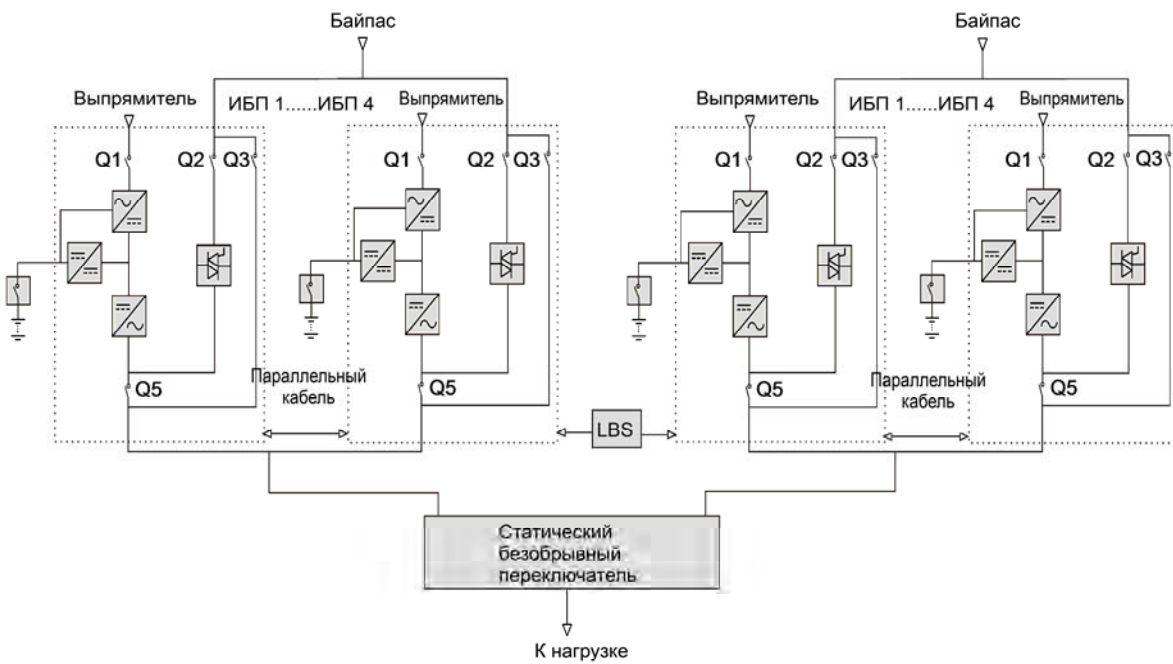 Байпас
Байпас
Выпрямитель
ИБП 1......ИБП 4
Выпрямитель
Выпрямитель
ИБП 1......ИБП 4
Выпрямитель
Q1
Q2
Q3
Q1
Q2
Q3
Q1
Q2
Q3
Q1
Q2
Q3
Q5
Параллельный
кабель
Q5
Q5
Параллельный
кабель
Q5
LBS
Статический
безобрывный
переключатель
К нагрузке